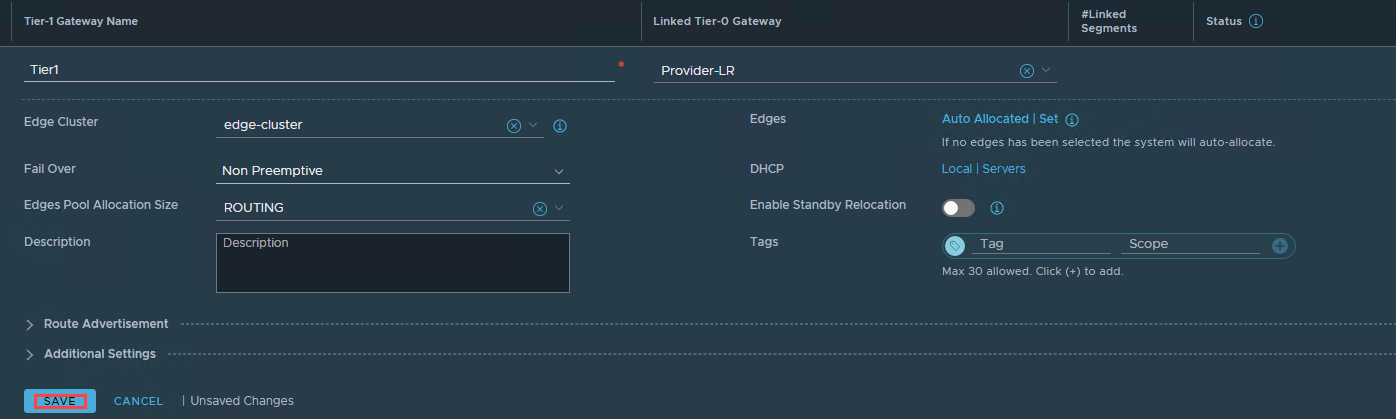 Tier-1 Gateway Name
Linked Tier-0 Gateway
#Linked
Segments
Status
Tier1 *
Provider-LR
Edge Cluster
edge-cluster
Edges
Auto Allocated | Set
If no edges has been selected the system will auto-allocate.
Fail Over
Non Preemptive
DHCP
Local | Servers
Edges Pool Allocation Size
ROUTING
Enable Standby Relocation
Description
Description
Tags
Tag
Scope
Max 30 allowed. Click (+) to add.
Route Advertisement
Additional Settings
SAVE
CANCEL
| Unsaved Changes